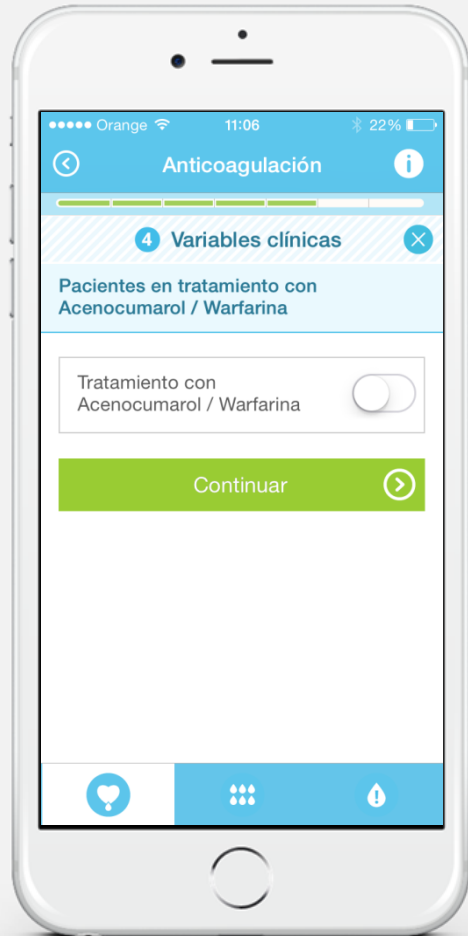 Orange 11:06 22%
Anticoagulación i
4 Variables clínicas
Pacientes en tratamiento con
Acenocumarol / Warfarina
Tratamiento con
Acenocumarol / Warfarina
Continuar